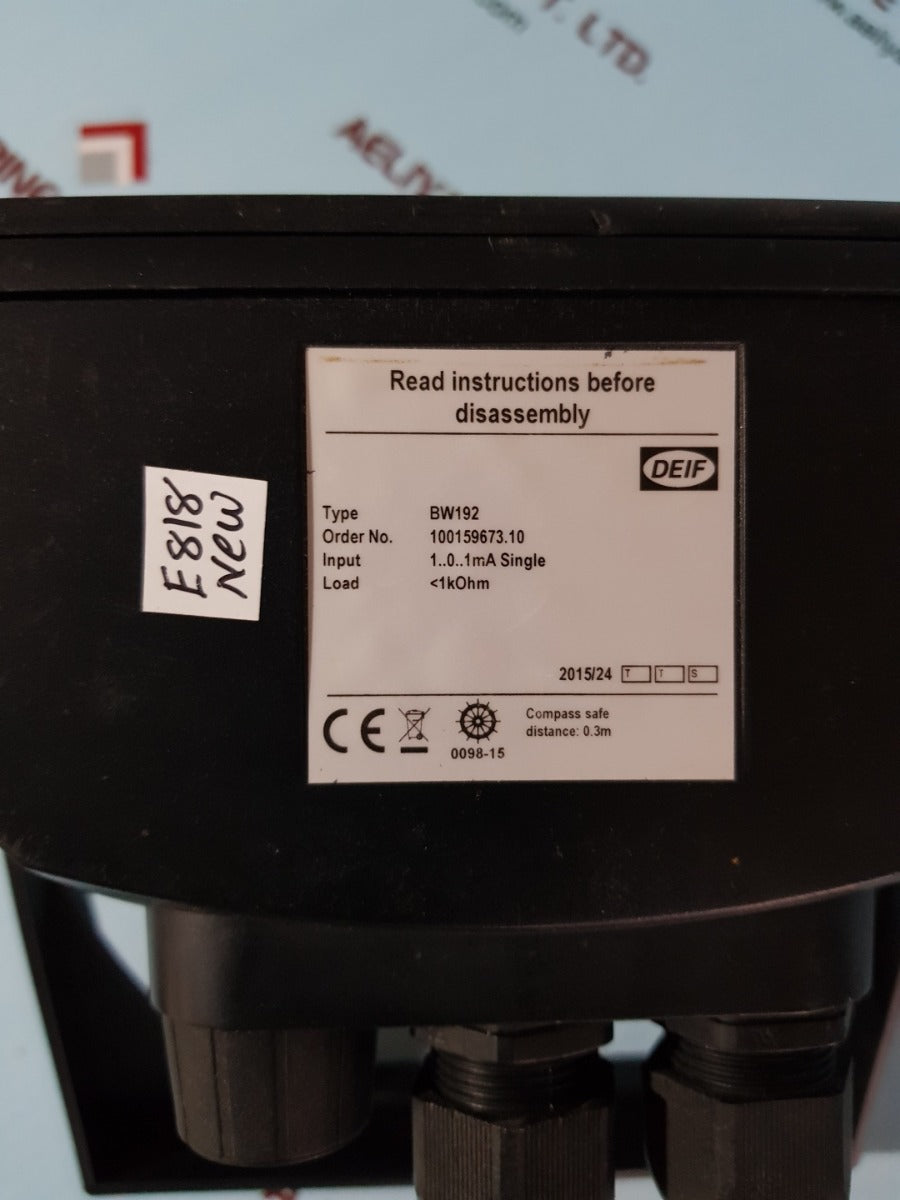 T. LTD.
AELIYA
E818
New
Read instructions before
disassembly
DEIF
Type BW192
Order No. 100159673.10
Input 1..0..1mA Single
Load <1kOhm
2015/24 T T S
CE
0098-15
Compass safe
distance: 0.3m